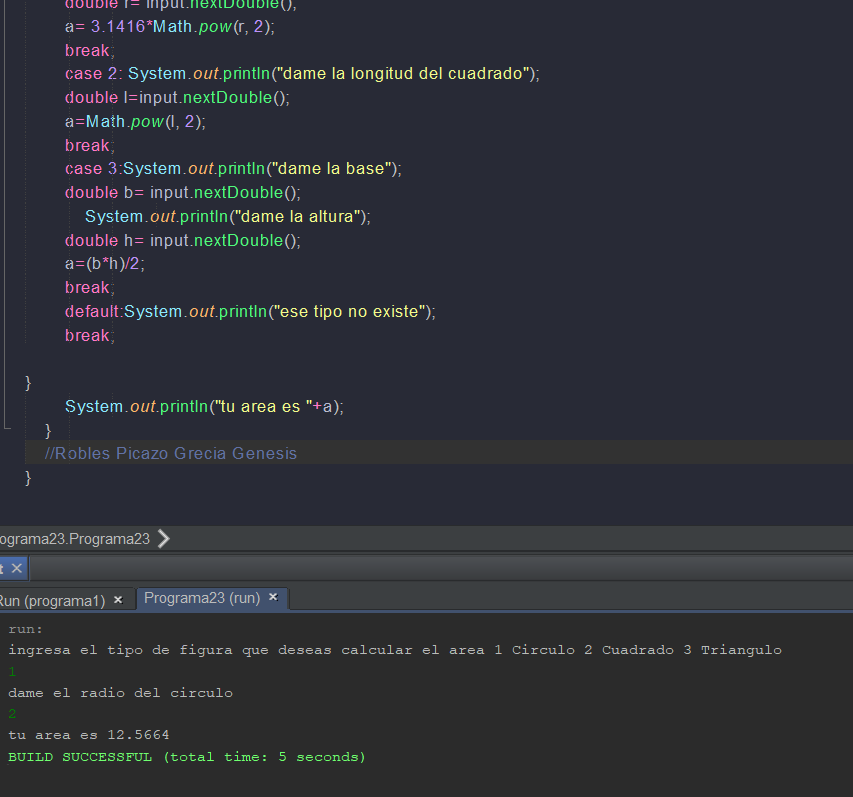 double r= input.nextDouble();
a= 3.1416*Math.pow(r, 2);
break;
case 2: System.out.println("dame la longitud del cuadrado");
double l=input.nextDouble();
a=Math.pow(l, 2);
break;
case 3:System.out.println("dame la base");
double b= input.nextDouble();
System.out.println("dame la altura");
double h= input.nextDouble();
a=(b*h)/2;
break;
default:System.out.println("ese tipo no existe");
break;
}
System.out.println("tu area es "+a);
}
//Robles Picazo Grecia Genesis
}
ograma23.Programa23
t
Run (programa1) Programa23 (run)
run:
ingresa el tipo de figura que deseas calcular el area 1 Circulo 2 Cuadrado 3 Triangulo
1
dame el radio del circulo
2
tu area es 12.5664
BUILD SUCCESSFUL (total time: 5 seconds)